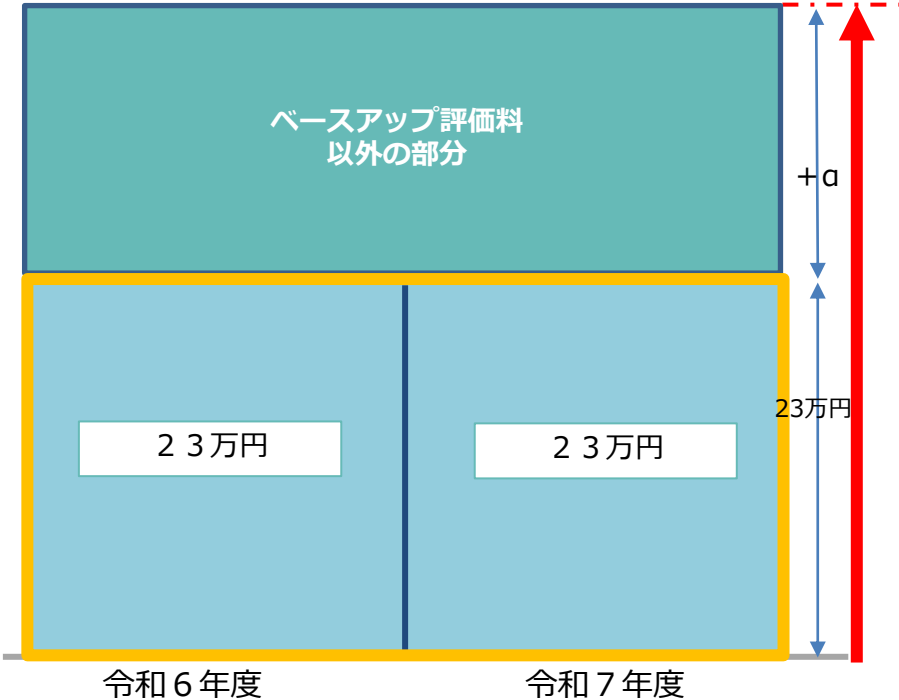 ベースアップ評価料
以外の部分
＋α
23万円
２３万円
２３万円
令和６年度
令和７年度